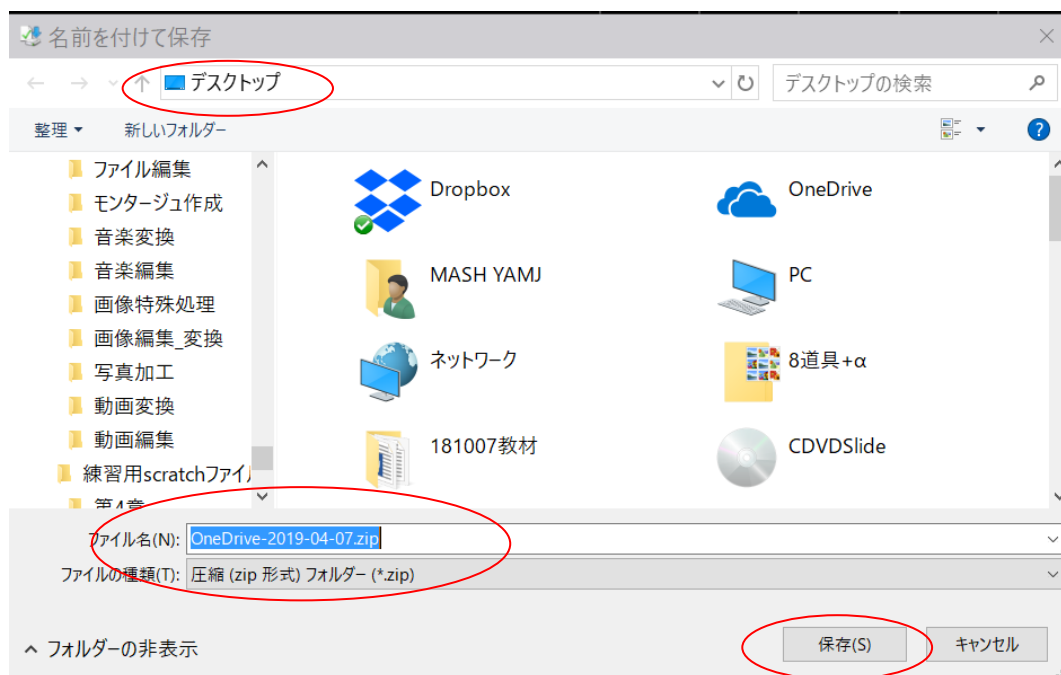 名前を付けて保存
デスクトップ
デスクトップの検索
整理
新しいフォルダー
ファイル編集
モンタージュ作成
音楽変換
音楽編集
画像特殊処理
画像編集_変換
写真加工
動画変換
動画編集
練習用scratchファイル
第4章
Dropbox
OneDrive
MASH YAMJ
PC
ネットワーク
8道具+α
181007教材
CDVDSlide
ファイル名(N): OneDrive-2019-04-07.zip
ファイルの種類(T): 圧縮 (zip 形式) フォルダー (*.zip)
フォルダーの非表示
保存(S)
キャンセル